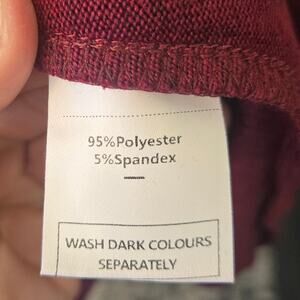 95%Polyester
5%Spandex
WASH DARK COLOURS
SEPARATELY